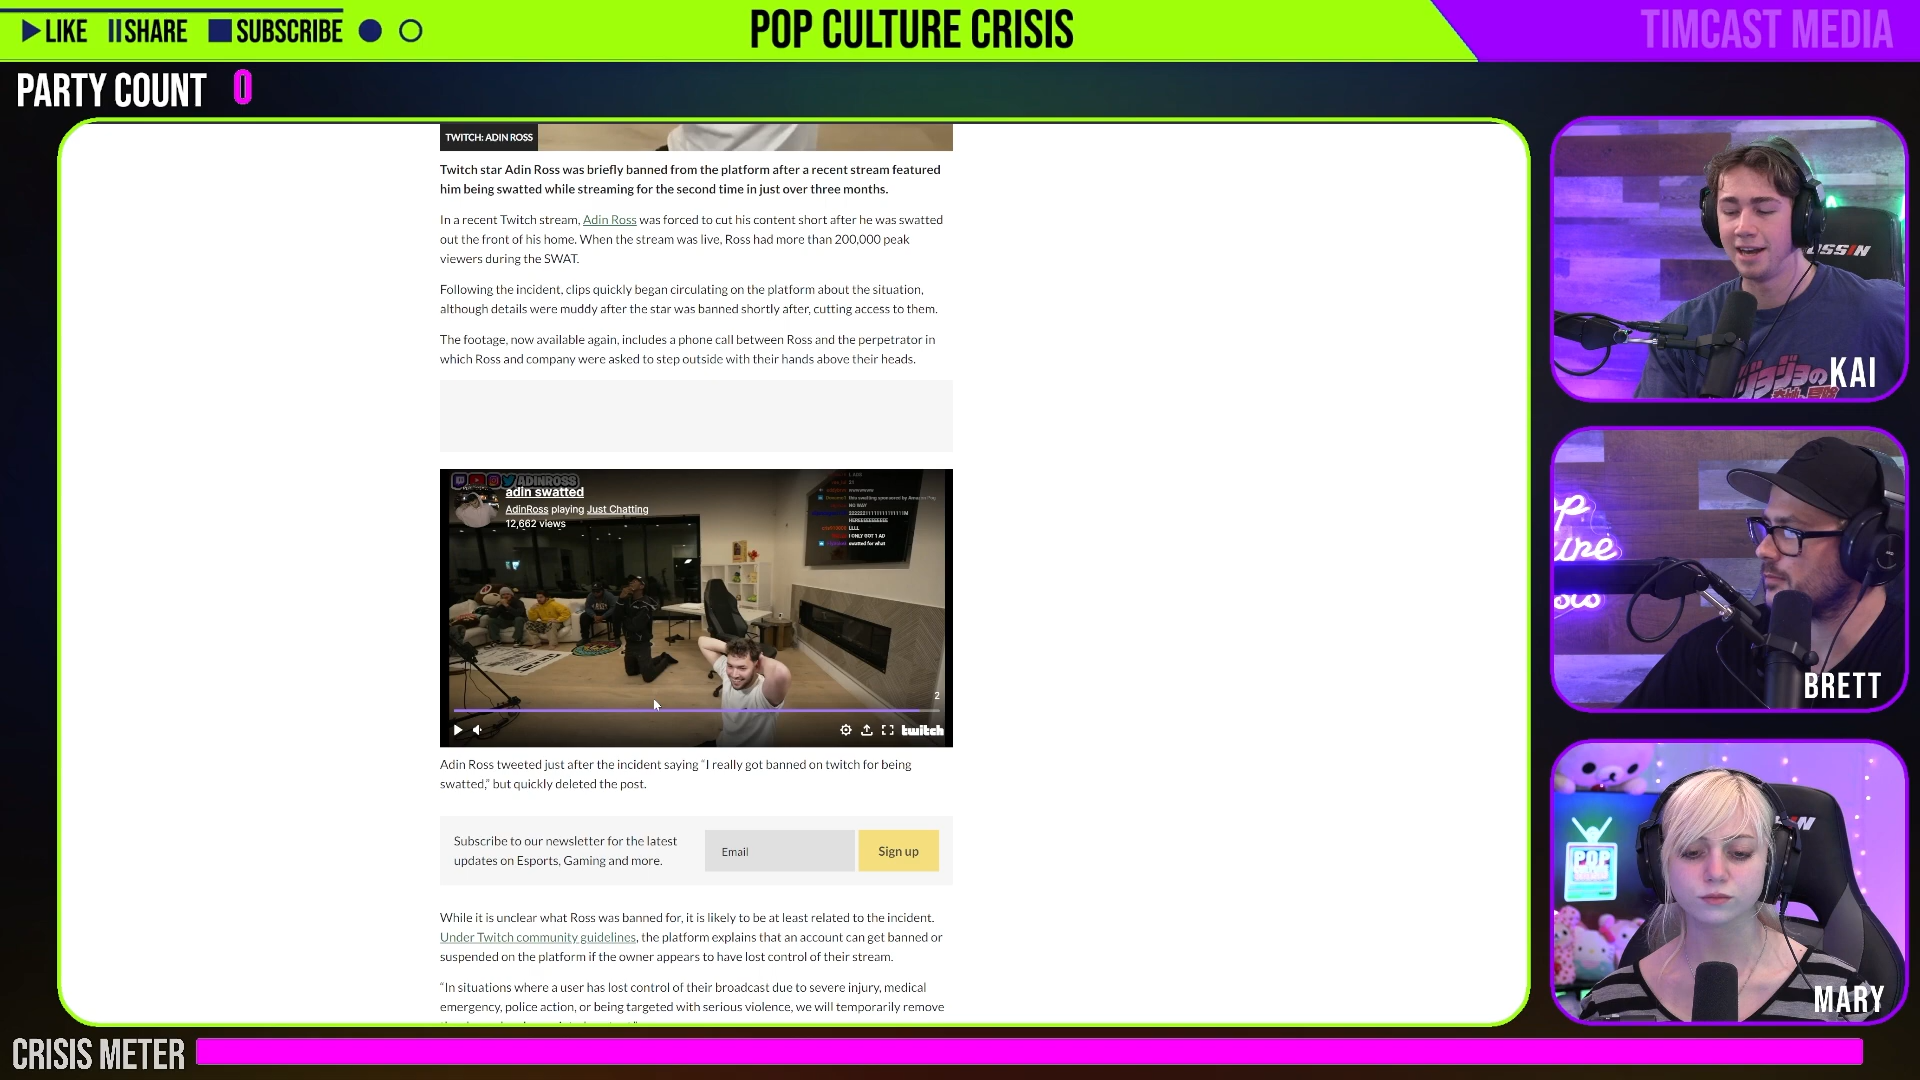 LIKE SHARE SUBSCRIBE
POP CULTURE CRISIS
TIMCAST MEDIA
PARTY COUNT 0
TWITCH: ADIN ROSS
Twitch star Adin Ross was briefly banned from the platform after a recent stream featured
him being swatted while streaming for the second time in just over three months.
In a recent Twitch stream, Adin Ross was forced to cut his content short after he was swatted
out the front of his home. When the stream was live, Ross had more than 200,000 peak
viewers during the SWAT.
Following the incident, clips quickly began circulating on the platform about the situation,
although details were muddy after the star was banned shortly after, cutting access to them.
The footage, now available again, includes a phone call between Ross and the perpetrator in
which Ross and company were asked to step outside with their hands above their heads.
ADINROSS
adin swatted
AdinRoss playing Just Chatting
12,662 views
I ONLY GOT 1 AD
swatted for what
2
twitch
Adin Ross tweeted just after the incident saying “I really got banned on twitch for being
swatted,” but quickly deleted the post.
Subscribe to our newsletter for the latest
updates on Esports, Gaming and more.
Email
Sign up
While it is unclear what Ross was banned for, it is likely to be at least related to the incident.
Under Twitch community guidelines, the platform explains that an account can get banned or
suspended on the platform if the owner appears to have lost control of their stream.
“In situations where a user has lost control of their broadcast due to severe injury, medical
emergency, police action, or being targeted with serious violence, we will temporarily remove
KAI
BRETT
POP
MARY
CRISIS METER